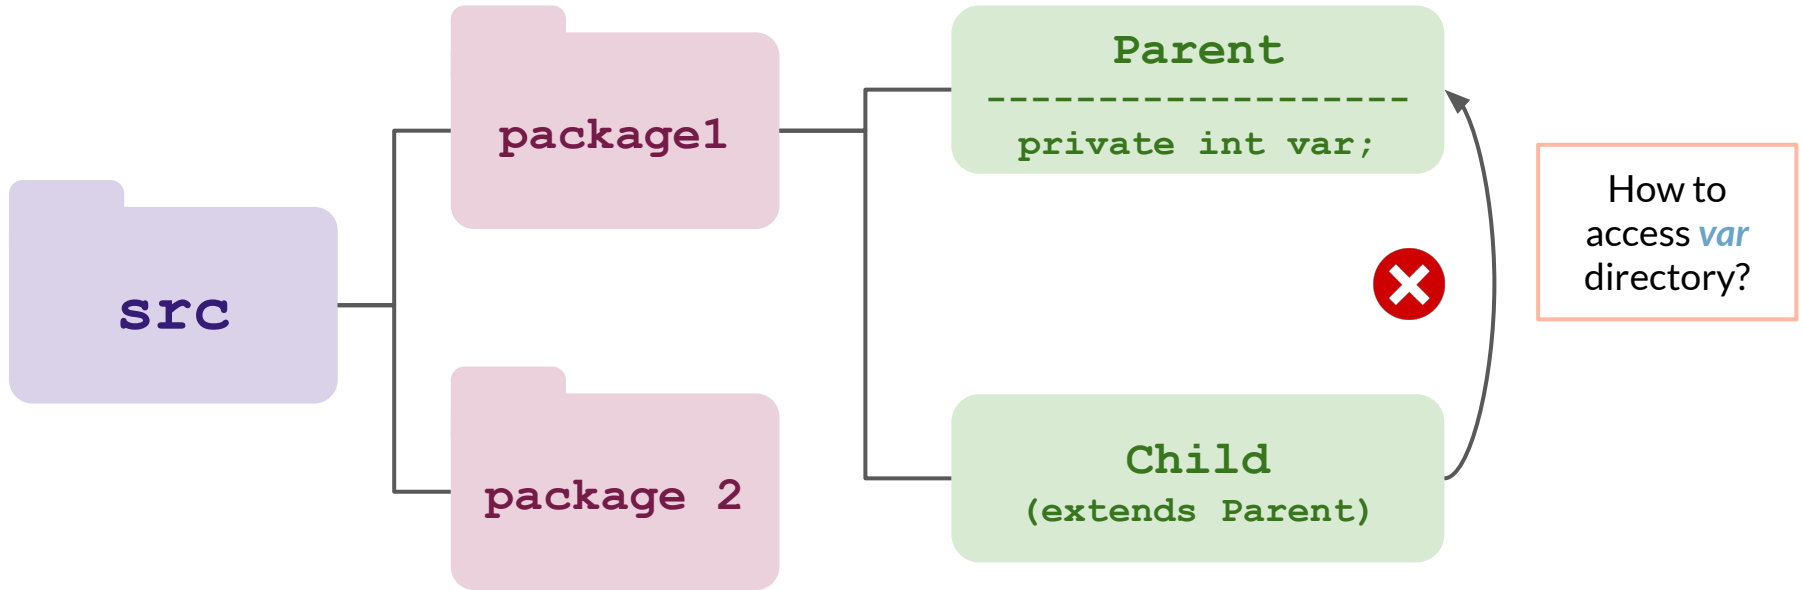 src
package1
package 2
Parent
-------------------
private int var;
Child
(extends Parent)
How to
access var
directory?